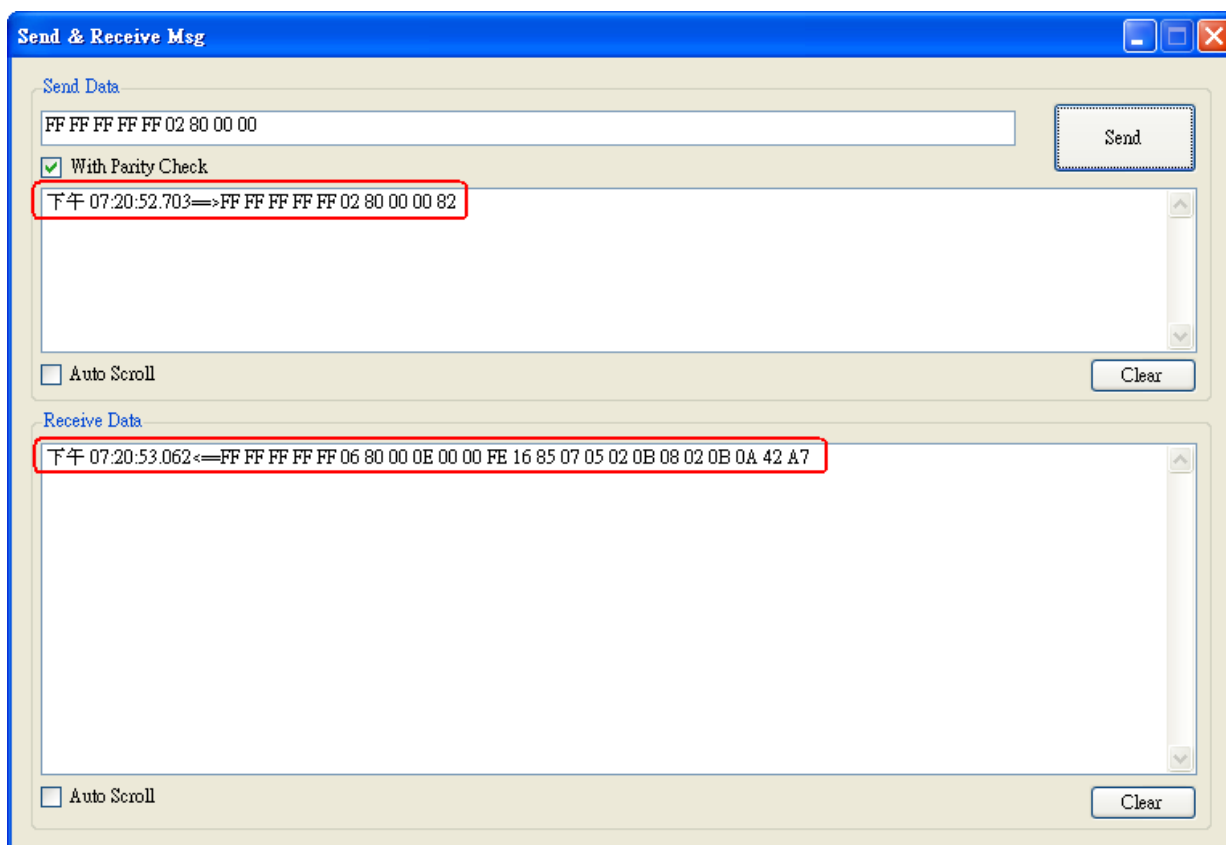 Send & Receive Msg
Send Data
FF FF FF FF FF 02 80 00 00
Send
With Parity Check
下午 07:20:52.703==>FF FF FF FF FF 02 80 00 00 82
Auto Scroll
Clear
Receive Data
下午 07:20:53.062<==FF FF FF FF FF 06 80 00 0E 00 00 FE 16 85 07 05 02 0B 08 02 0B 0A 42 A7
Auto Scroll
Clear